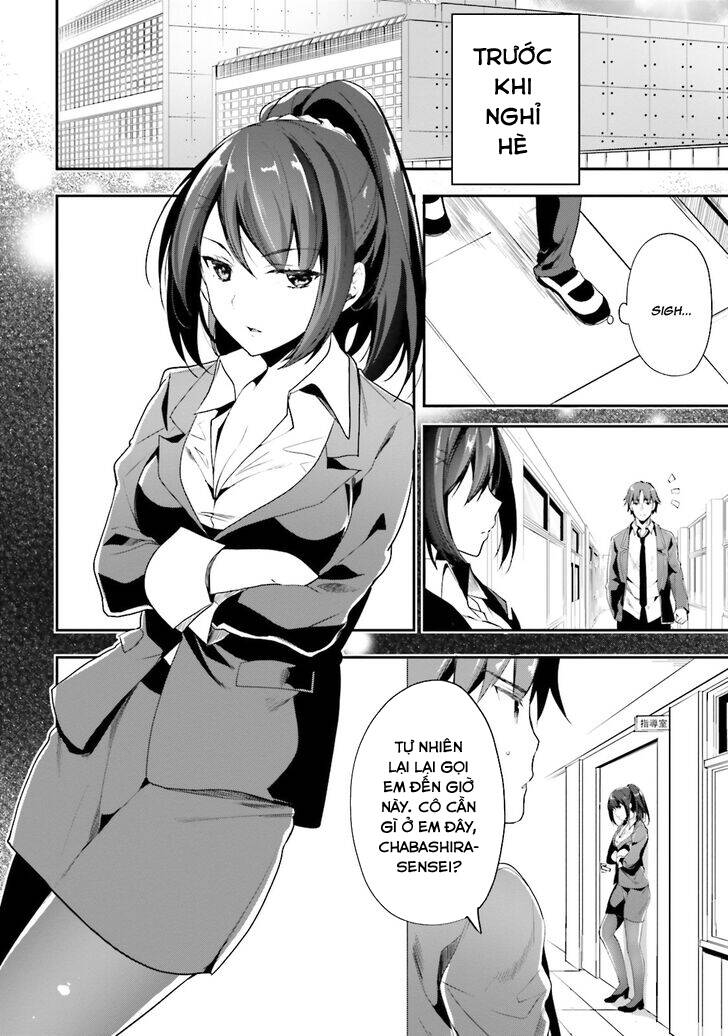 TRƯỚC
KHI
NGHỈ
HÈ
SIGH...
TỰ NHIÊN
LẠI LẠI GỌI
EM ĐẾN GIỜ
NÀY. CÔ CẦN
GÌ Ở EM ĐÂY,
CHABASHIRA-
SENSEI?
指導室